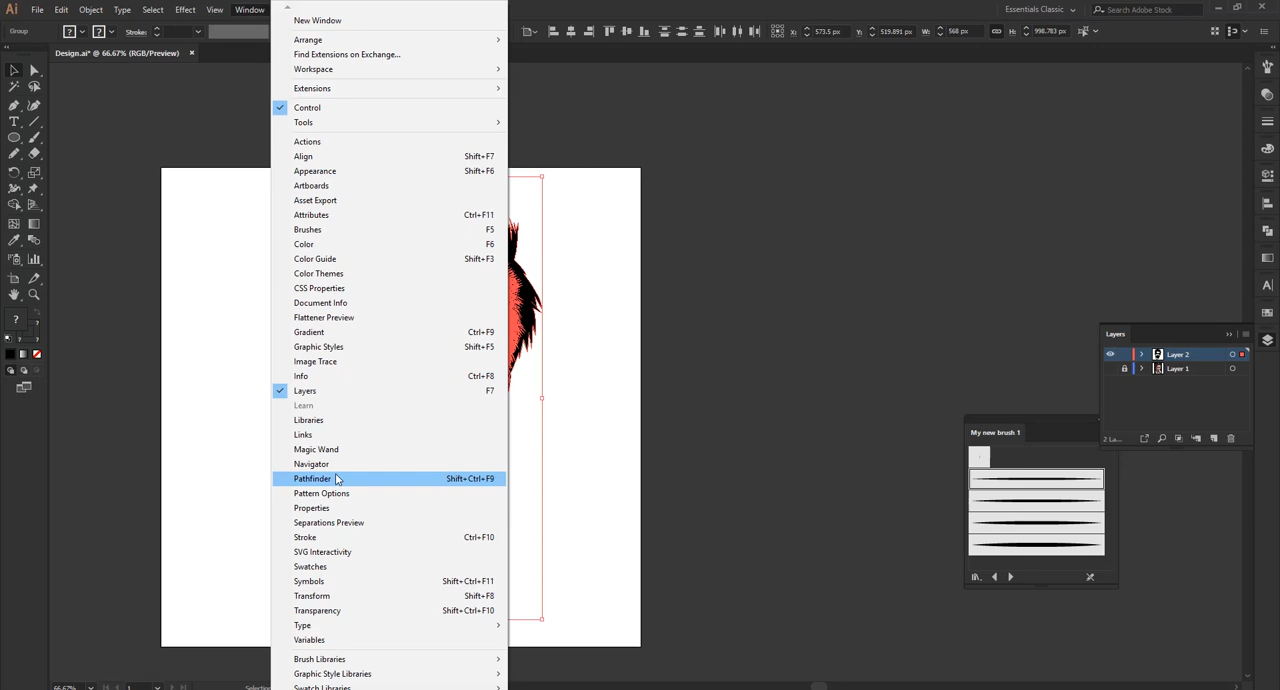 Ai File Edit Object Type Select Effect View Window Essentials Classic Search Adobe Stock
Group ? ? Stroke: X: 573.5 px Y: 519.891 px W: 568 px H: 998.783 px
Design.ai* @ 66.67% (RGB/Preview) ×
New Window
Arrange
Find Extensions on Exchange...
Workspace
Extensions
Control
Tools
Actions
Align Shift+F7
Appearance Shift+F6
Artboards
Asset Export
Attributes Ctrl+F11
Brushes F5
Color F6
Color Guide Shift+F3
Color Themes
CSS Properties
Document Info
Flattener Preview
Gradient Ctrl+F9
Graphic Styles Shift+F5
Image Trace
Info Ctrl+F8
Layers F7
Learn
Libraries
Links
Magic Wand
Navigator
Pathfinder Shift+Ctrl+F9
Pattern Options
Properties
Separations Preview
Stroke Ctrl+F10
SVG Interactivity
Swatches
Symbols Shift+Ctrl+F11
Transform Shift+F8
Transparency Shift+Ctrl+F10
Type
Variables
Brush Libraries
Graphic Style Libraries
Swatch Libraries
Layers
Layer 2
Layer 1
2 La...
My new brush 1
66.67% 1 Selection